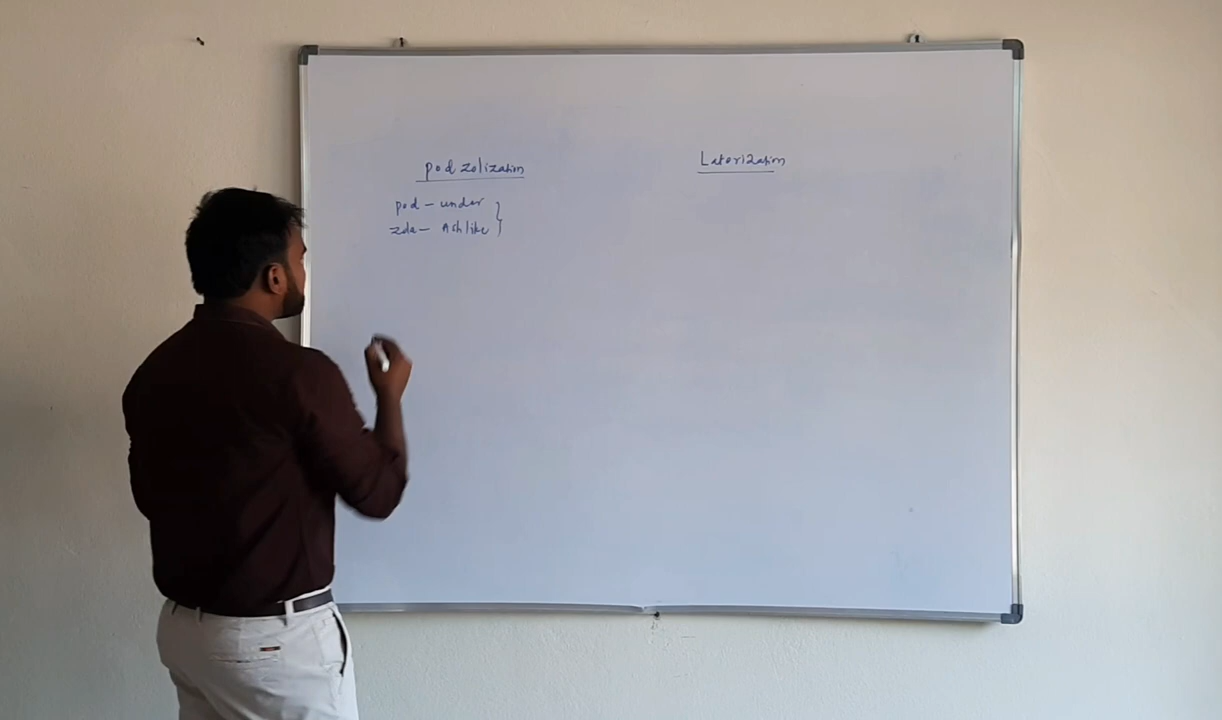 podzolization
pod - under
zola - Ashlike
Laterization